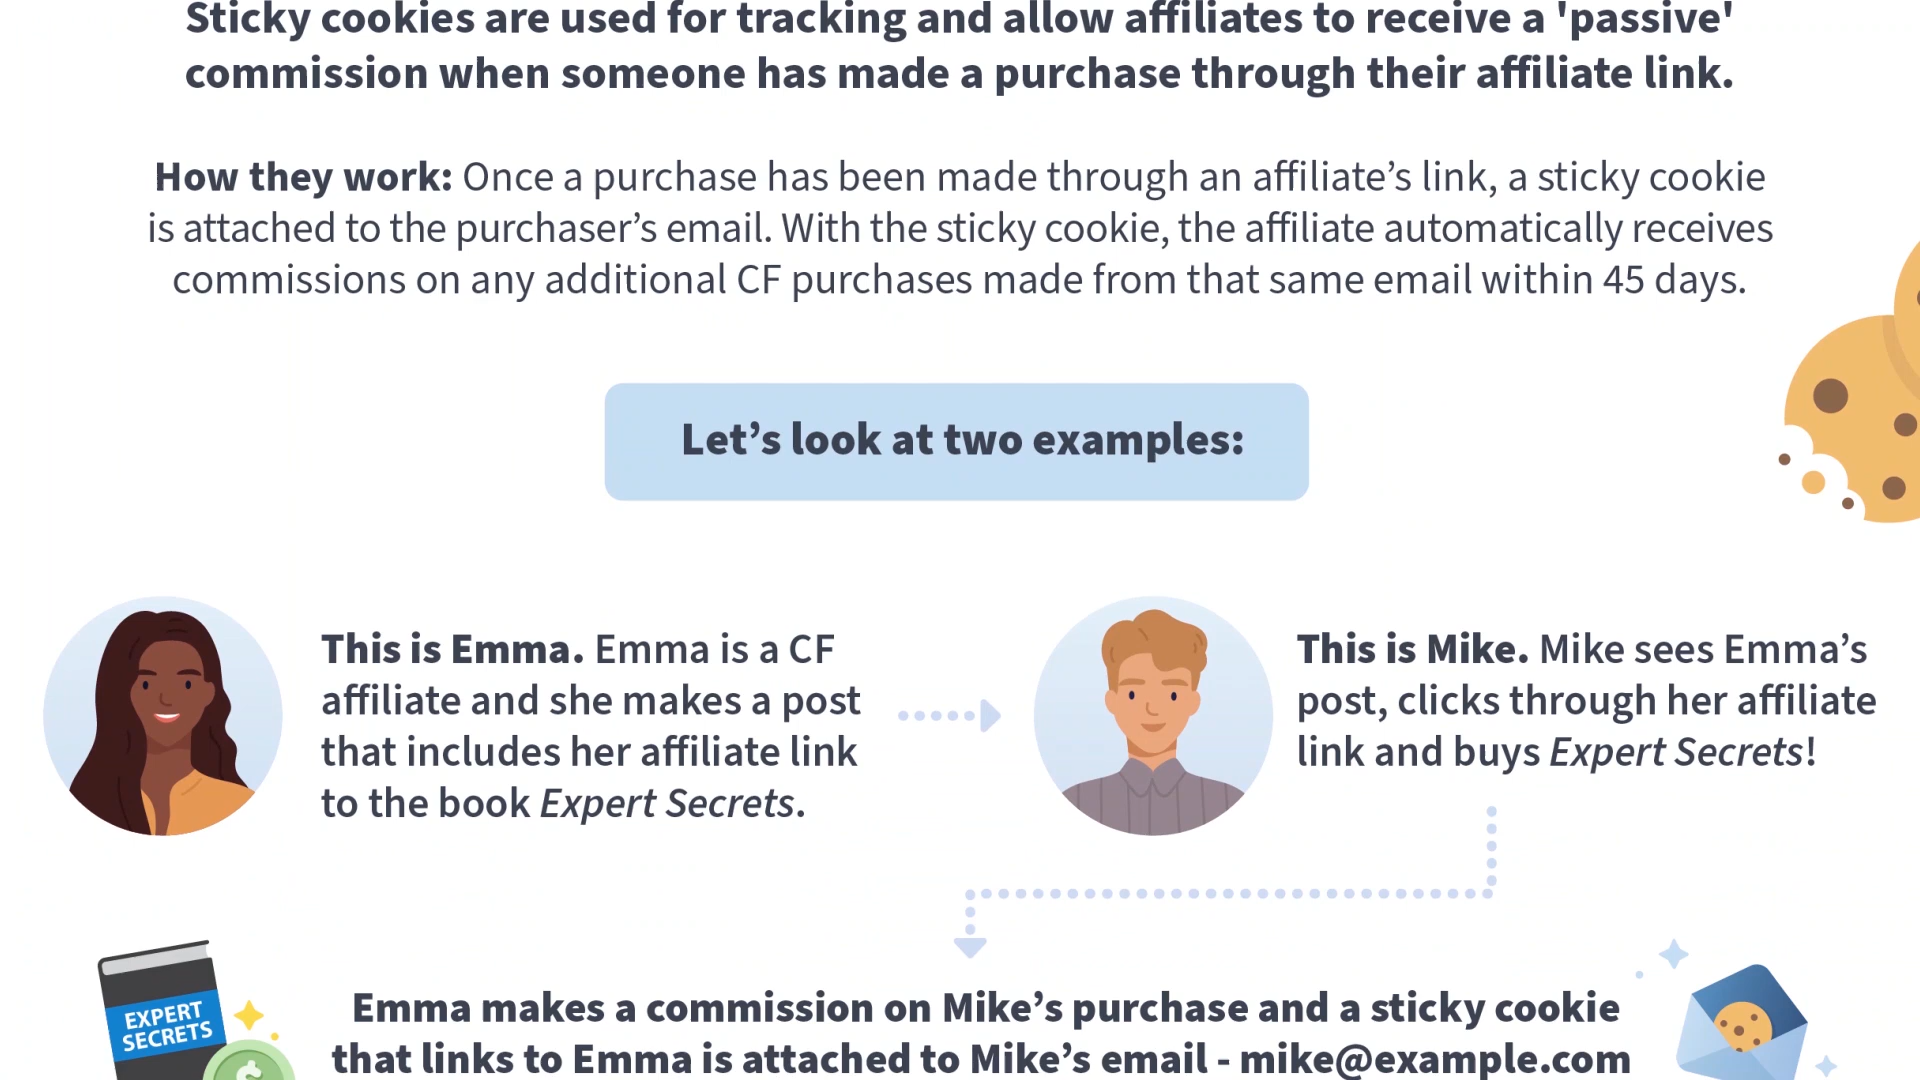 Sticky cookies are used for tracking and allow affiliates to receive a 'passive'
commission when someone has made a purchase through their affiliate link.
How they work: Once a purchase has been made through an affiliate’s link, a sticky cookie
is attached to the purchaser’s email. With the sticky cookie, the affiliate automatically receives
commissions on any additional CF purchases made from that same email within 45 days.
Let’s look at two examples:
This is Emma. Emma is a CF
affiliate and she makes a post
that includes her affiliate link
to the book Expert Secrets.
This is Mike. Mike sees Emma’s
post, clicks through her affiliate
link and buys Expert Secrets!
EXPERT
SECRETS
$
Emma makes a commission on Mike’s purchase and a sticky cookie
that links to Emma is attached to Mike’s email - mike@example.com